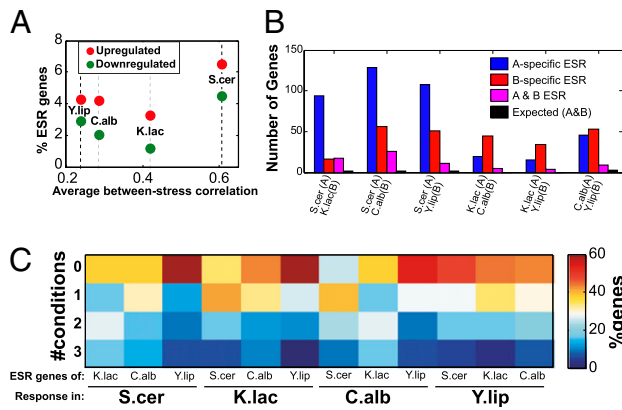 A
% ESR genes
8
6
4
2
0
Upregulated
Downregulated
Y.lip
C.alb
K.lac
S.cer
0.2
0.3
0.4
0.5
0.6
Average between-stress correlation
B
Number of Genes
150
100
50
0
A-specific ESR
B-specific ESR
A & B ESR
Expected (A&B)
S.cer (A)
K.lac(B)
S.cer (A)
C.alb(B)
S.cer (A)
Y.lip(B)
K.lac (A)
C.alb(B)
K.lac (A)
Y.lip(B)
C.alb(A)
Y.lip(B)
C
#conditions
0
1
2
3
60
40
20
0
%genes
ESR genes of: K.lac C.alb Y.lip S.cer C.alb Y.lip S.cer K.lac Y.lip S.cer K.lac C.alb
Response in: S.cer K.lac C.alb Y.lip